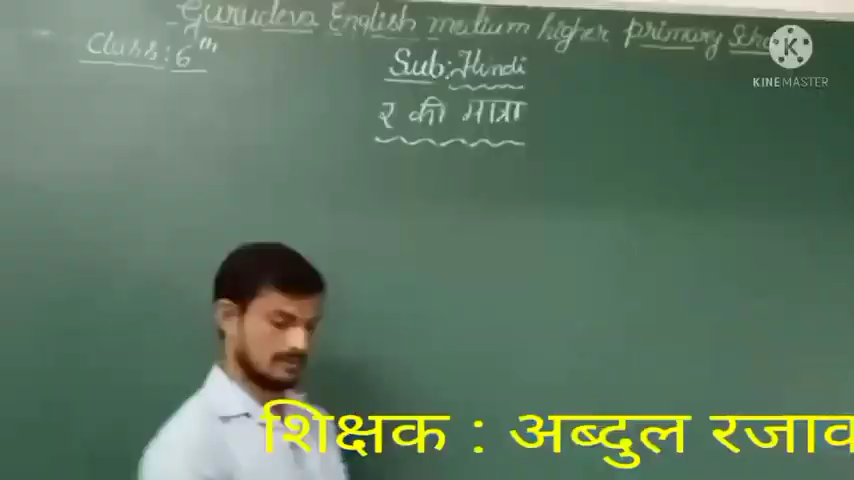 Gurudeva English medium higher primary Scho
Class : 6th
Sub: Hindi
र की मात्रा
KINEMASTER
शिक्षक : अब्दुल रजाक